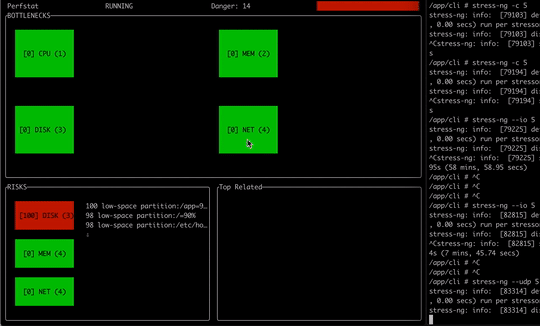 Perfstat RUNNING Danger: 14
BOTTLENECKS
[0] CPU (1) [0] MEM (2)
[0] DISK (3) [0] NET (4)
RISKS
[100] DISK (3)
100 low-space partition:/app=9…
98 low-space partition:/=90%
98 low-space partition:/etc/ho…
[0] MEM (4)
[0] NET (4)
Top Related
/app/cli # stress-ng -c 5
stress-ng: info: [79103] de
, 0.00 secs) run per stresso
stress-ng: info: [79103] di
^Cstress-ng: info: [79103]
s
/app/cli # stress-ng -c 5
stress-ng: info: [79194] de
, 0.00 secs) run per stresso
stress-ng: info: [79194] di
^Cstress-ng: info: [79194]
s
/app/cli # stress-ng --io 5
stress-ng: info: [79225] de
, 0.00 secs) run per stresso
stress-ng: info: [79225] di
^Cstress-ng: info: [79225]
95s (58 mins, 58.95 secs)
/app/cli # ^C
/app/cli # ^C
/app/cli # ^C
/app/cli # stress-ng --io 5
stress-ng: info: [82815] de
, 0.00 secs) run per stresso
stress-ng: info: [82815] di
^Cstress-ng: info: [82815]
4s (7 mins, 45.74 secs)
/app/cli # ^C
/app/cli # ^C
/app/cli # stress-ng --udp 5
stress-ng: info: [83314] de
, 0.00 secs) run per stresso
stress-ng: info: [83314] di